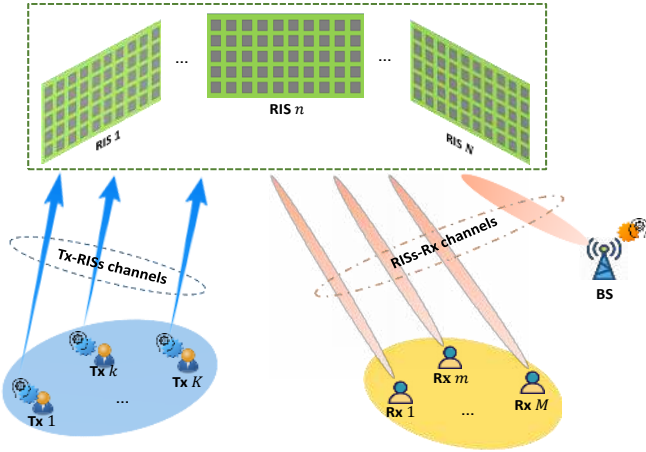 ...
...
RIS 1
RIS n
RIS N
Tx-RISs channels
RISs-Rx channels
BS
Tx k
Tx K
Tx 1
...
Rx m
Rx 1
Rx M
...